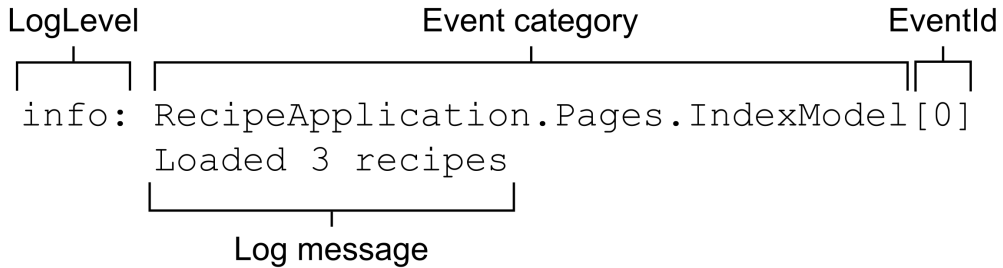 LogLevel Event category EventId
info: RecipeApplication.Pages.IndexModel[0]
Loaded 3 recipes
Log message